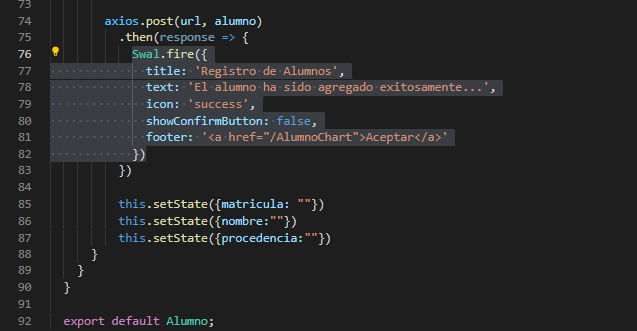 73
74 axios.post(url, alumno)
75 .then(response => {
76 Swal.fire({
77 title: 'Registro de Alumnos',
78 text: 'El alumno ha sido agregado exitosamente...',
79 icon: 'success',
80 showConfirmButton: false,
81 footer: '<a href="/AlumnoChart">Aceptar</a>'
82 })
83 })
84
85 this.setState({matricula: ""})
86 this.setState({nombre:""})
87 this.setState({procedencia:""})
88 }
89 }
90 }
91
92 export default Alumno;